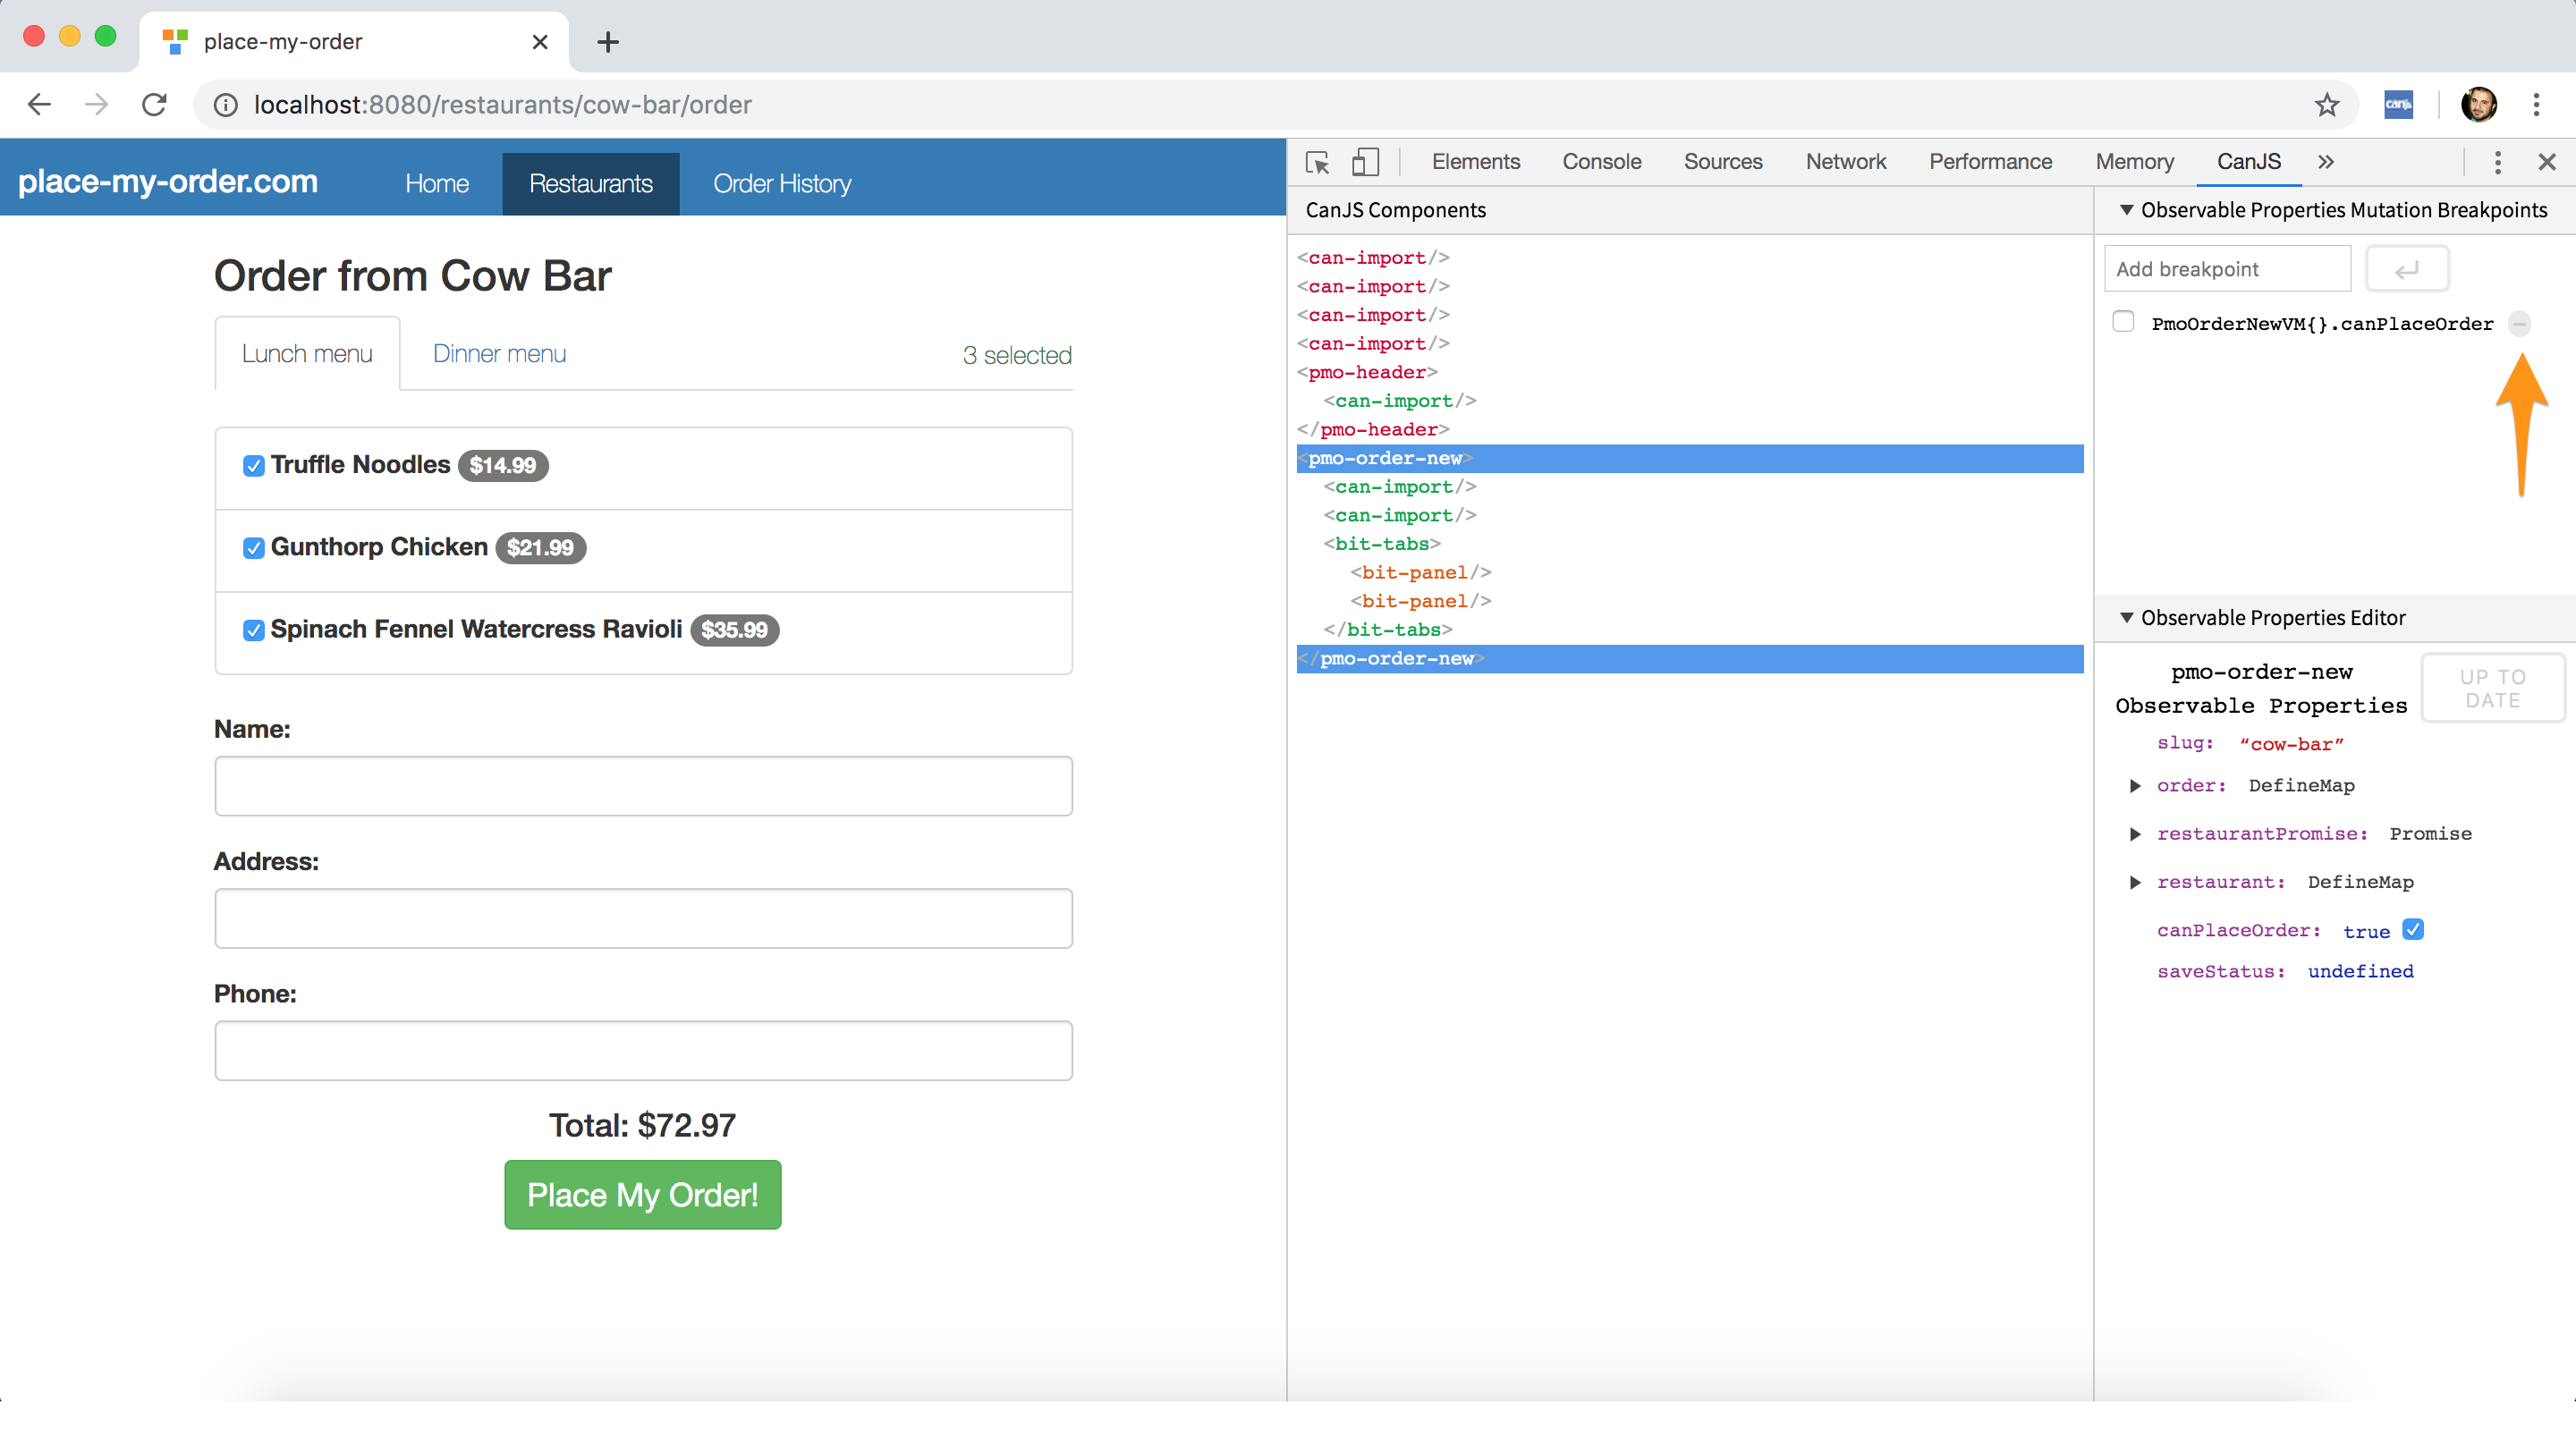 place-my-order
localhost:8080/restaurants/cow-bar/order
canjs
place-my-order.com Home Restaurants Order History
Order from Cow Bar
Lunch menu Dinner menu 3 selected
Truffle Noodles $14.99
Gunthorp Chicken $21.99
Spinach Fennel Watercress Ravioli $35.99
Name:
Address:
Phone:
Total: $72.97
Place My Order!
Elements Console Sources Network Performance Memory CanJS »
CanJS Components
<can-import/>
<can-import/>
<can-import/>
<can-import/>
<pmo-header>
<can-import/>
</pmo-header>
<pmo-order-new>
<can-import/>
<can-import/>
<bit-tabs>
<bit-panel/>
<bit-panel/>
</bit-tabs>
</pmo-order-new>
Observable Properties Mutation Breakpoints
Add breakpoint
PmoOrderNewVM{}.canPlaceOrder
Observable Properties Editor
pmo-order-new
Observable Properties
UP TO
DATE
slug: “cow-bar”
order: DefineMap
restaurantPromise: Promise
restaurant: DefineMap
canPlaceOrder: true
saveStatus: undefined